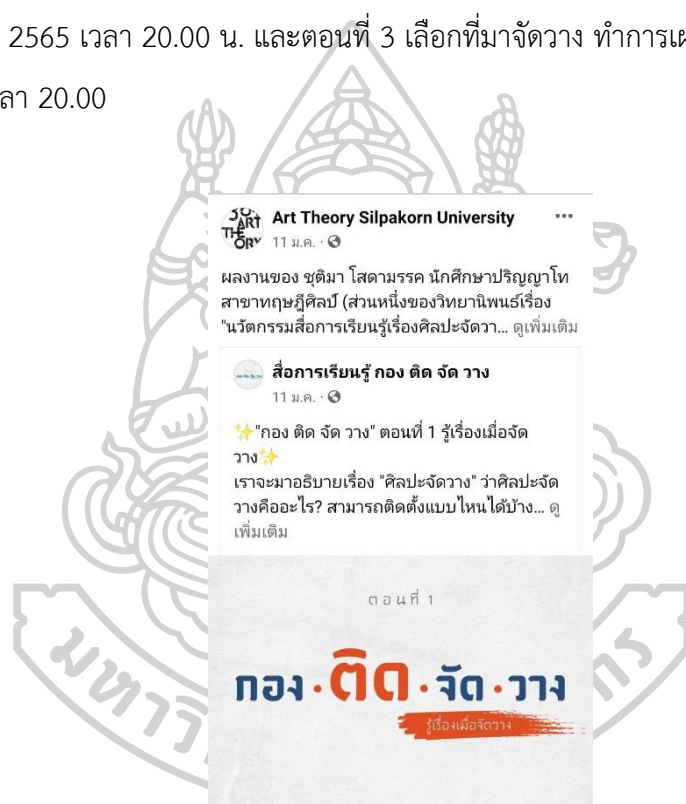 2565 เวลา 20.00 น. และตอนที่ 3 เลือกที่มาจัดวาง ทำการเผ
ลา 20.00
30 ART THEORY
Art Theory Silpakorn University
11 ม.ค.
ผลงานของ ชุติมา โสดามรรค นักศึกษาปริญญาโท
สาขาทฤษฎีศิลป์ (ส่วนหนึ่งของวิทยานิพนธ์เรื่อง
"นวัตกรรมสื่อการเรียนรู้เรื่องศิลปะจัดวา... ดูเพิ่มเติม
สื่อการเรียนรู้ กอง ติด จัด วาง
11 ม.ค.
✨"กอง ติด จัด วาง" ตอนที่ 1 รู้เรื่องเมื่อจัด
วาง✨
เราจะมาอธิบายเรื่อง "ศิลปะจัดวาง" ว่าศิลปะจัด
วางคืออะไร? สามารถติดตั้งแบบไหนได้บ้าง... ดู
เพิ่มเติม
ตอนที่ 1
กอง · ติด · จัด · วาง
รู้เรื่องเมื่อจัดวาง